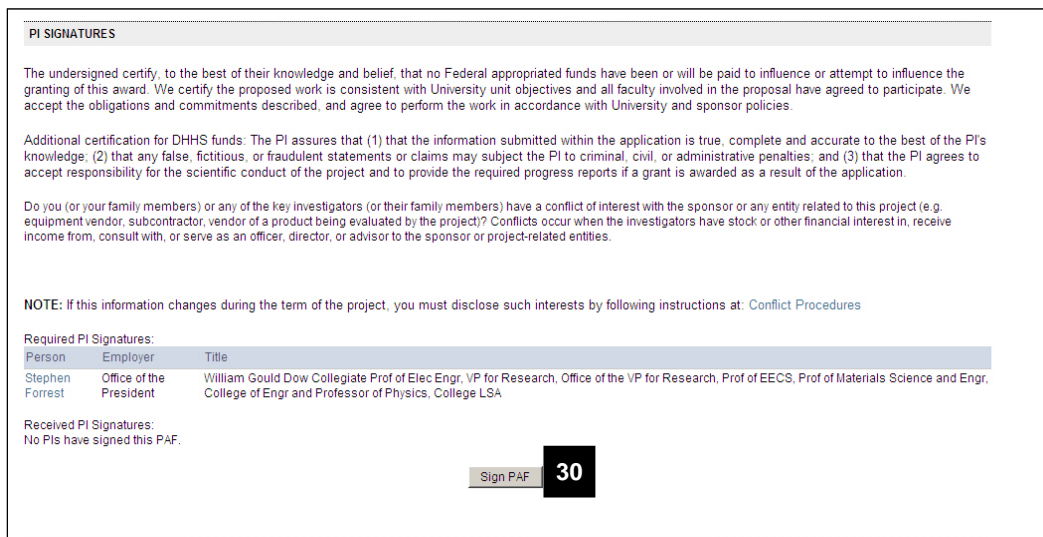 PI SIGNATURES
The undersigned certify, to the best of their knowledge and belief, that no Federal appropriated funds have been or will be paid to influence or attempt to influence the
granting of this award. We certify the proposed work is consistent with University unit objectives and all faculty involved in the proposal have agreed to participate. We
accept the obligations and commitments described, and agree to perform the work in accordance with University and sponsor policies.
Additional certification for DHHS funds: The PI assures that (1) that the information submitted within the application is true, complete and accurate to the best of the PI's
knowledge; (2) that any false, fictitious, or fraudulent statements or claims may subject the PI to criminal, civil, or administrative penalties; and (3) that the PI agrees to
accept responsibility for the scientific conduct of the project and to provide the required progress reports if a grant is awarded as a result of the application.
Do you (or your family members) or any of the key investigators (or their family members) have a conflict of interest with the sponsor or any entity related to this project (e.g.
equipment vendor, subcontractor, vendor of a product being evaluated by the project)? Conflicts occur when the investigators have stock or other financial interest in, receive
income from, consult with, or serve as an officer, director, or advisor to the sponsor or project-related entities.
NOTE: If this information changes during the term of the project, you must disclose such interests by following instructions at: Conflict Procedures
Required PI Signatures:
Person Employer Title
Stephen Office of the William Gould Dow Collegiate Prof of Elec Engr, VP for Research, Office of the VP for Research, Prof of EECS, Prof of Materials Science and Engr,
Forrest President College of Engr and Professor of Physics, College LSA
Received PI Signatures:
No PIs have signed this PAF.
Sign PAF 30